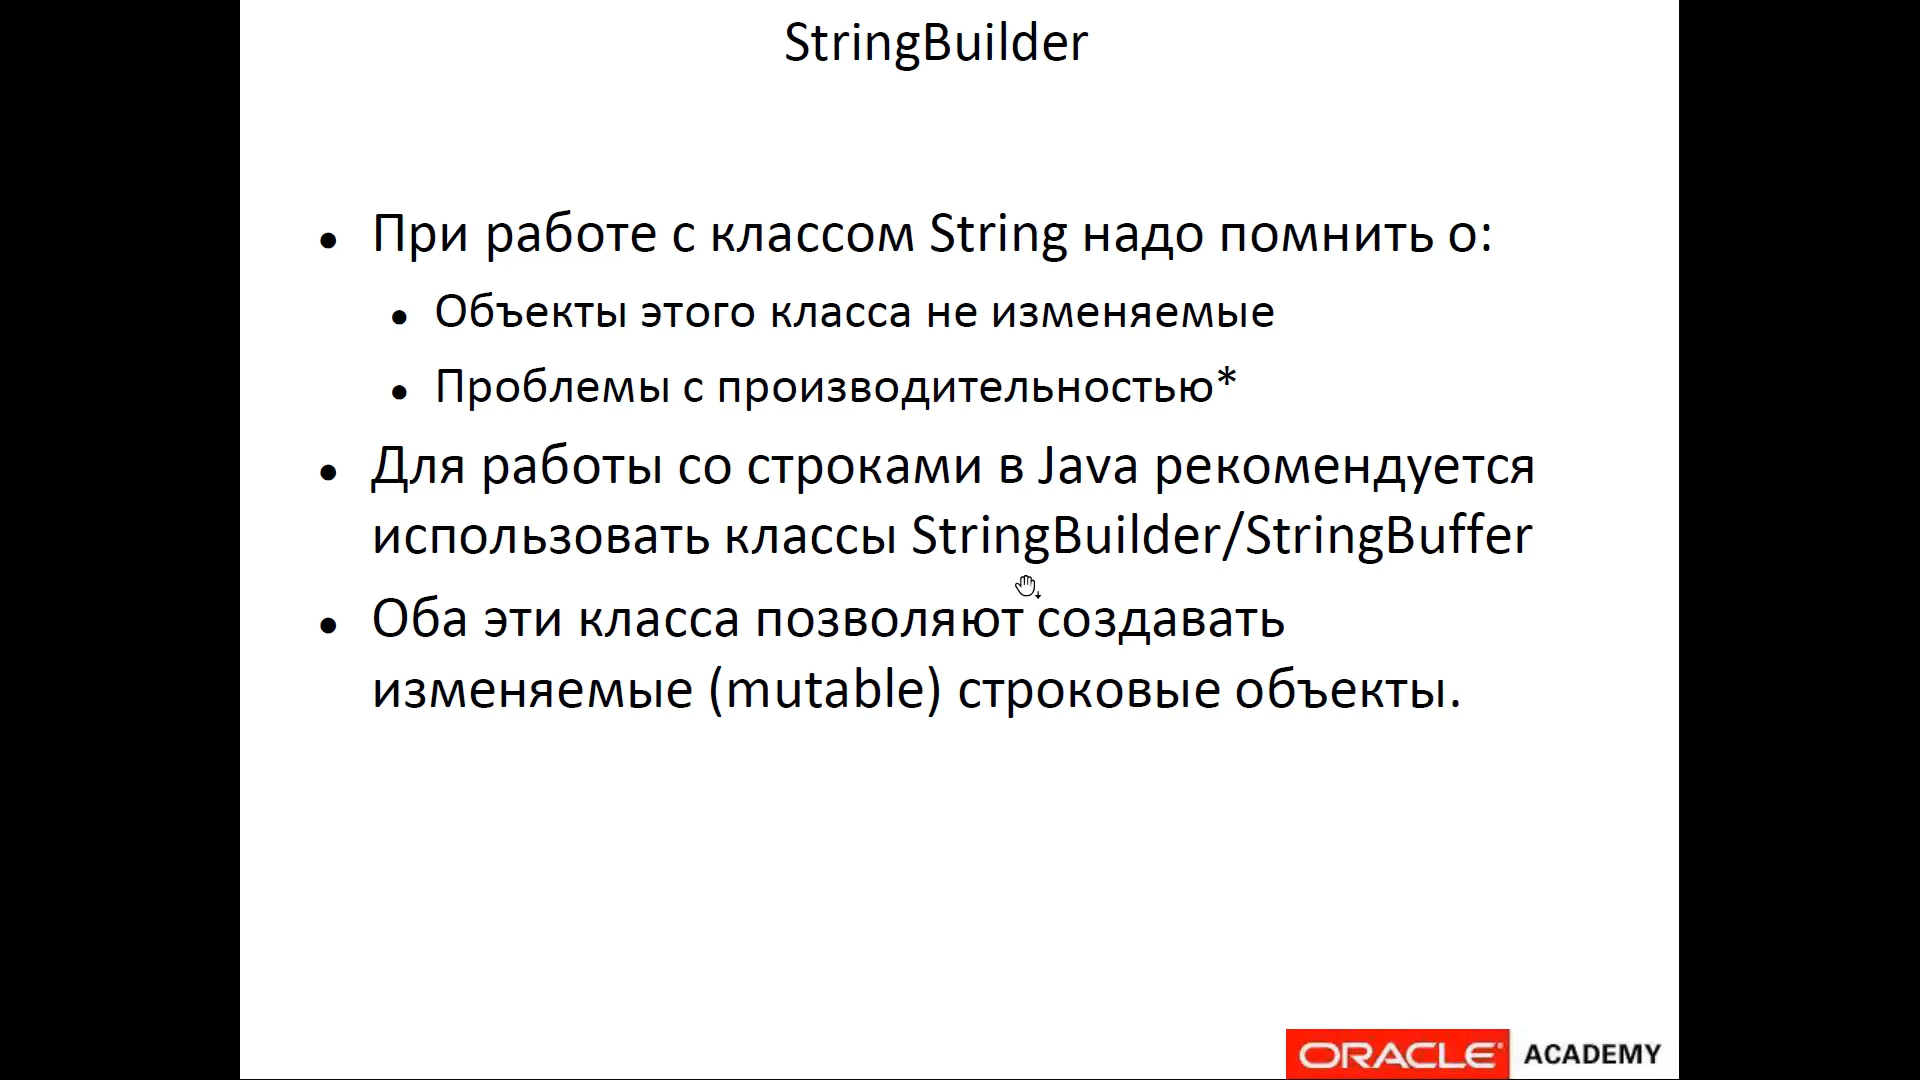 StringBuilder
• При работе с классом String надо помнить о:
• Объекты этого класса не изменяемые
• Проблемы с производительностью*
• Для работы со строками в Java рекомендуется
использовать классы StringBuilder/StringBuffer
• Оба эти класса позволяют создавать
изменяемые (mutable) строковые объекты.
ORACLE® ACADEMY